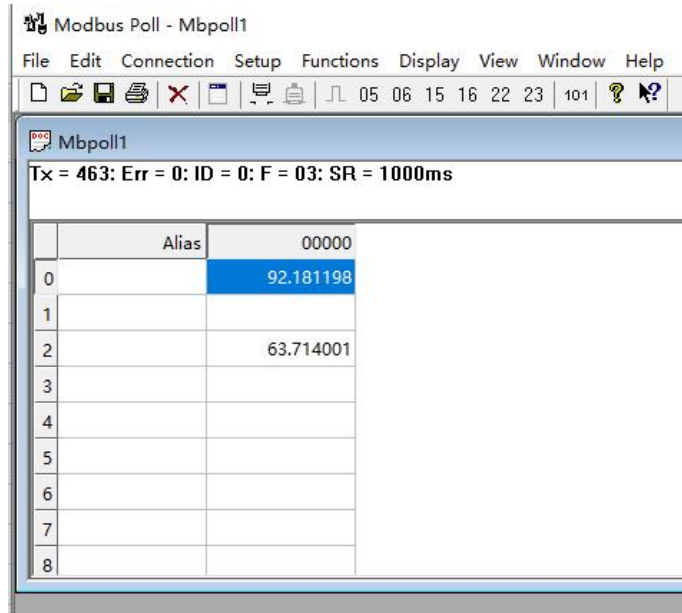 Modbus Poll - Mbpoll1
File Edit Connection Setup Functions Display View Window Help
05 06 15 16 22 23 101
Mbpoll1
Tx = 463: Err = 0: ID = 0: F = 03: SR = 1000ms
Alias 00000
0 92.181198
1
2 63.714001
3
4
5
6
7
8